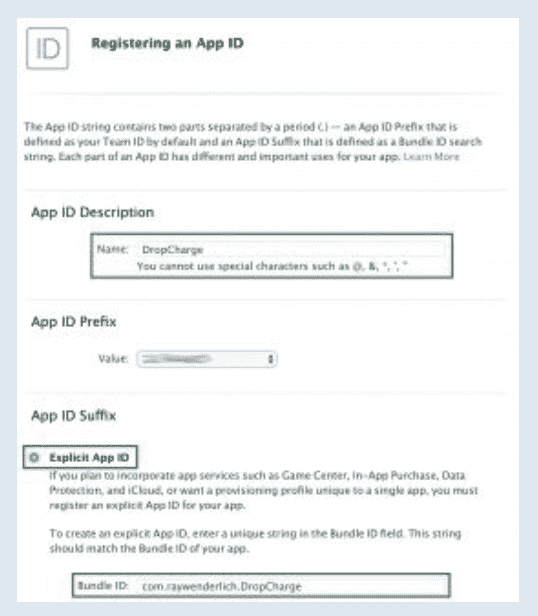 ID
Registering an App ID
The App ID string contains two parts separated by a period (.) — an App ID Prefix that is
defined as your Team ID by default and an App ID Suffix that is defined as a Bundle ID search
string. Each part of an App ID has different and important uses for your app. Learn More
App ID Description
Name: DropCharge
You cannot use special characters such as @, &, *, ', "
App ID Prefix
Value:
App ID Suffix
Explicit App ID
If you plan to incorporate app services such as Game Center, In-App Purchase, Data
Protection, and iCloud, or want a provisioning profile unique to a single app, you must
register an explicit App ID for your app.
To create an explicit App ID, enter a unique string in the Bundle ID field. This string
should match the Bundle ID of your app.
Bundle ID: com.raywenderlich.DropCharge